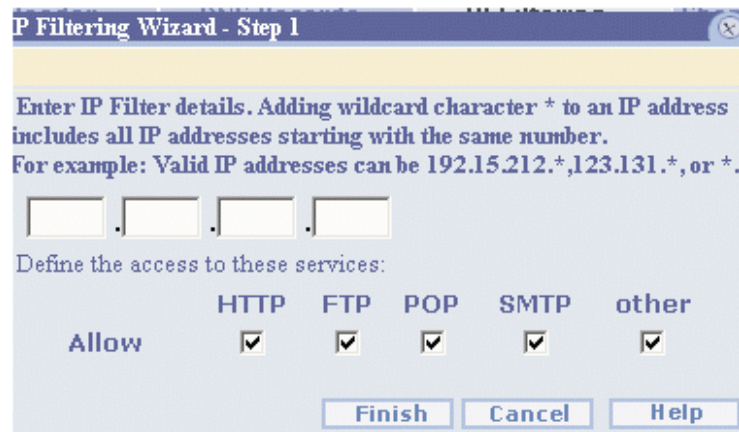 IP Filtering Wizard - Step 1
Enter IP Filter details. Adding wildcard character * to an IP address
includes all IP addresses starting with the same number.
For example: Valid IP addresses can be 192.15.212.*,123.131.*, or *.
. . .
Define the access to these services:
HTTP FTP POP SMTP other
Allow
Finish Cancel Help